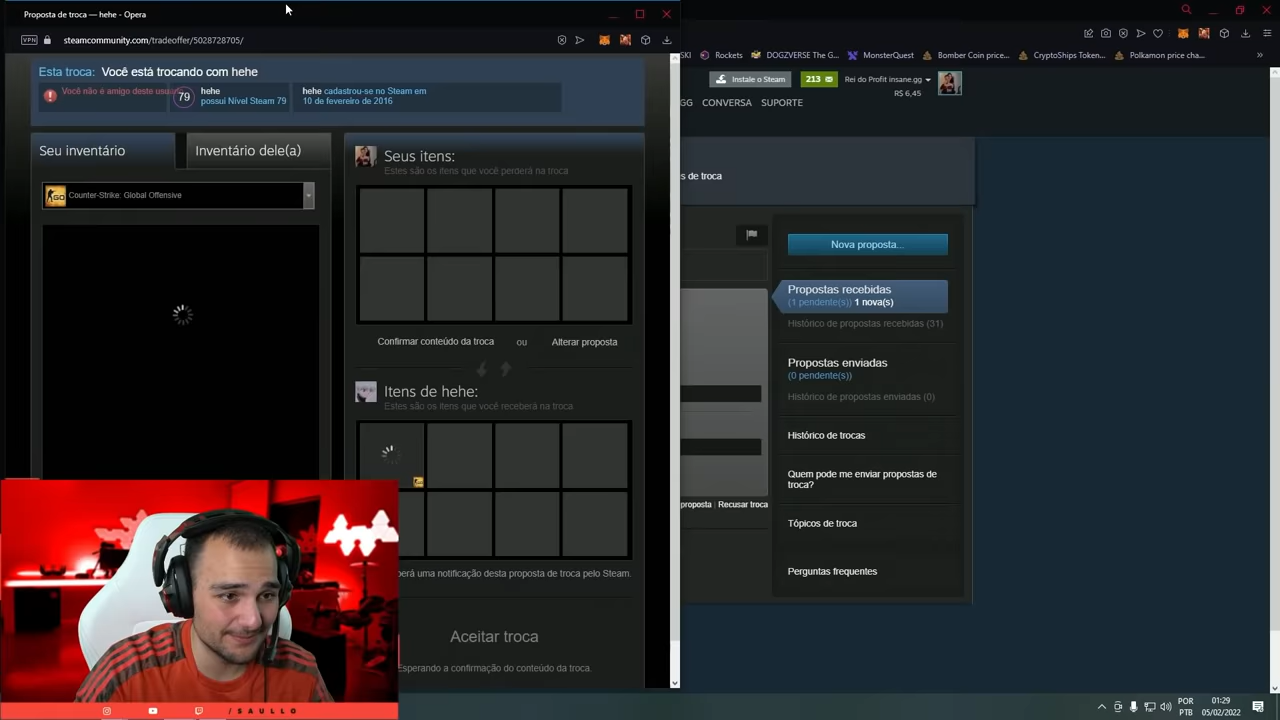 Proposta de troca — hehe - Opera
VPN
steamcommunity.com/tradeoffer/5028728705/
Esta troca: Você está trocando com hehe
Você não é amigo deste
79
hehe
possui Nível Steam 79
hehe cadastrou-se no Steam em
10 de fevereiro de 2016
Seu inventário
Inventário dele(a)
Counter-Strike: Global Offensive
Seus itens:
Estes são os itens que você perderá na troca
Confirmar conteúdo da troca
ou
Alterar proposta
Itens de hehe:
Estes são os itens que você receberá na troca
erá uma notificação desta proposta de troca pelo Steam.
Aceitar troca
Esperando a confirmação do conteúdo da troca.
/SAULLO
SI
Rockets
DOGZVERSE The G...
MonsterQuest
Bomber Coin price...
CryptoShips Token...
Polkamon price cha...
Instale o Steam
213
Rei do Profit insane.gg
R$ 6,45
GG
CONVERSA
SUPORTE
s de troca
Nova proposta...
Propostas recebidas
(1 pendente(s)) 1 nova(s)
Histórico de propostas recebidas (31)
Propostas enviadas
(0 pendente(s))
Histórico de propostas enviadas (0)
Histórico de trocas
Quem pode me enviar propostas de
troca?
Tópicos de troca
Perguntas frequentes
proposta | Recusar troca
POR
PTB
01:29
05/02/2022